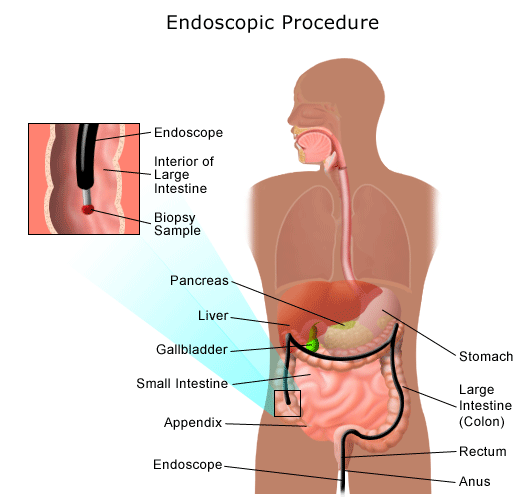 Endoscopic Procedure
Endoscope
Interior of
Large
Intestine
Biopsy
Sample
Pancreas
Liver
Gallbladder
Small Intestine
Appendix
Endoscope
Stomach
Large
Intestine
(Colon)
Rectum
Anus